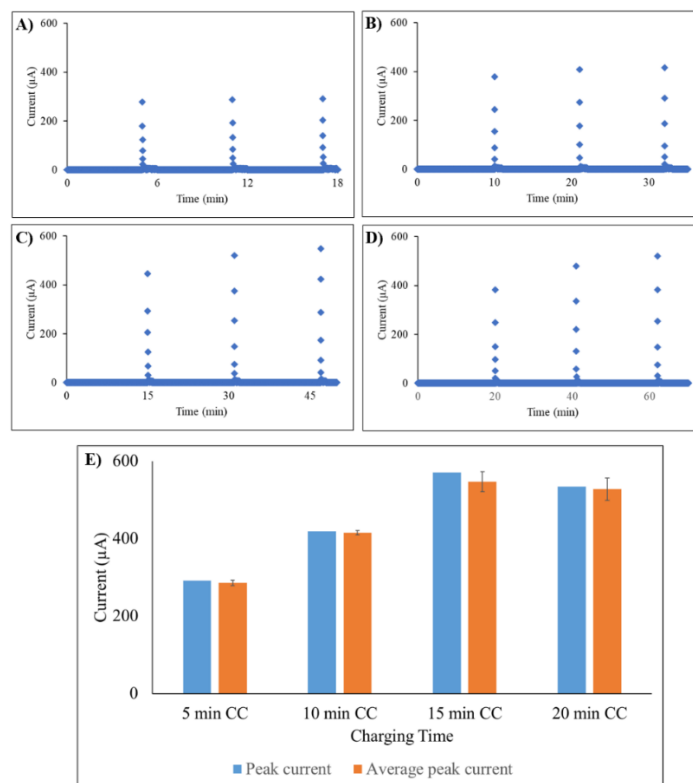 A)
600
400
200
0
Current (µA)
0 6 12 18
Time (min)
B)
600
400
200
0
Current (µA)
0 10 20 30
Time (min)
C)
600
400
200
0
Current (µA)
0 15 30 45
Time (min)
D)
600
400
200
0
Current (µA)
0 20 40 60
Time (min)
E)
600
400
200
0
Current (µA)
5 min CC 10 min CC 15 min CC 20 min CC
Charging Time
Peak current Average peak current